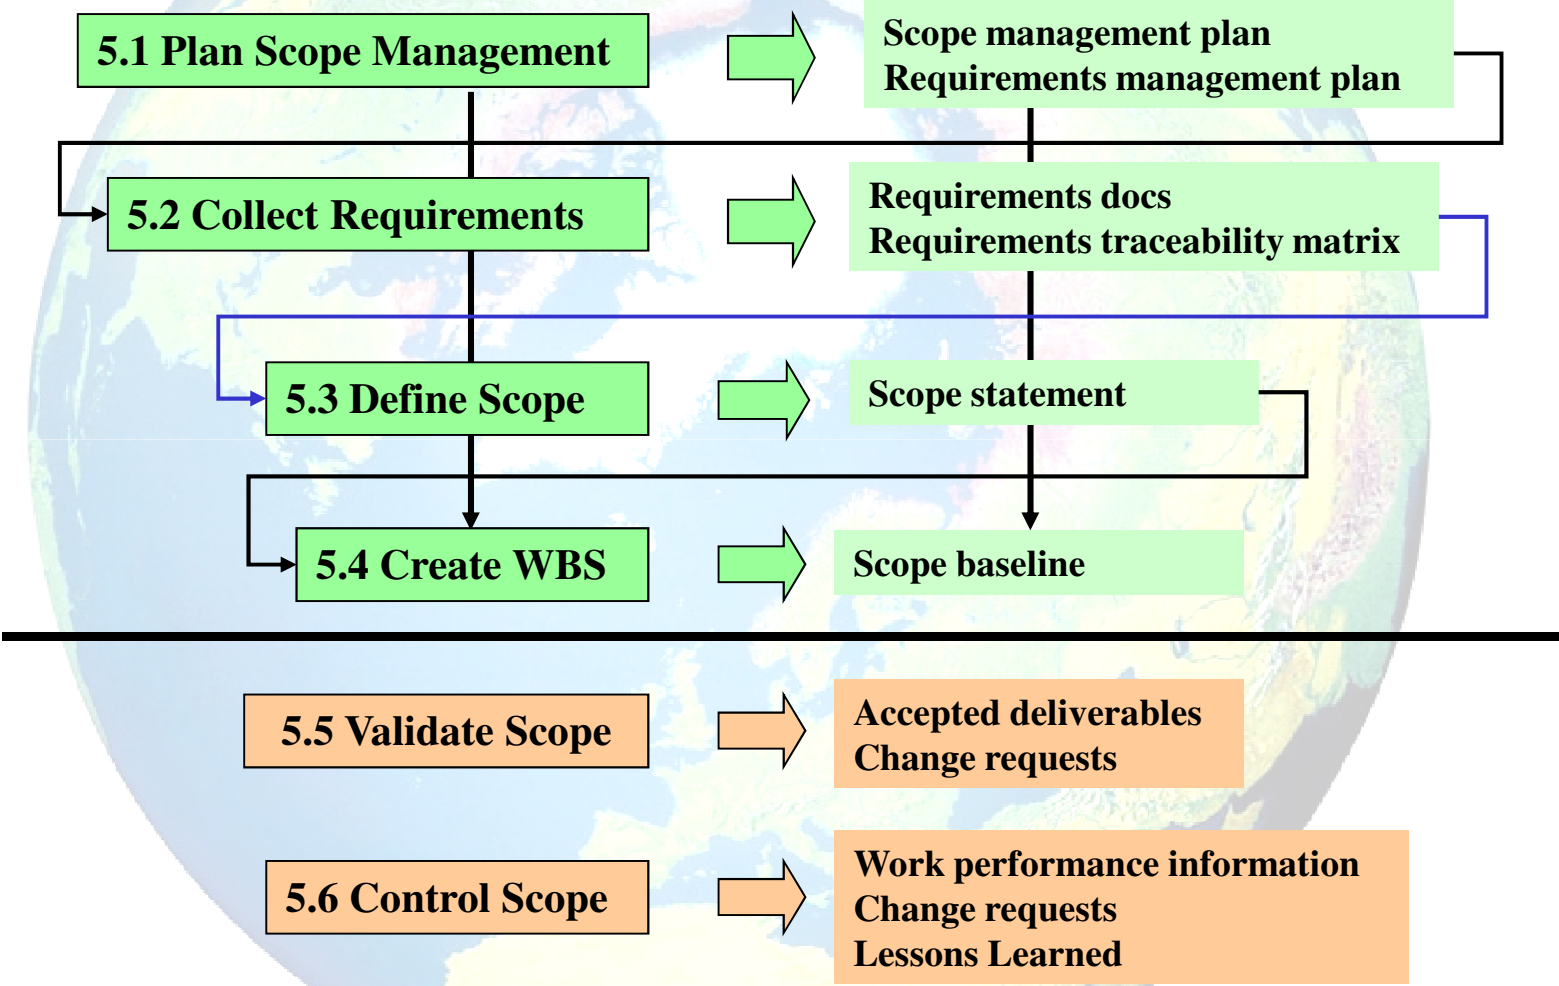 5.1 Plan Scope Management
Scope management plan
Requirements management plan
5.2 Collect Requirements
Requirements docs
Requirements traceability matrix
5.3 Define Scope
Scope statement
5.4 Create WBS
Scope baseline
5.5 Validate Scope
Accepted deliverables
Change requests
5.6 Control Scope
Work performance information
Change requests
Lessons Learned